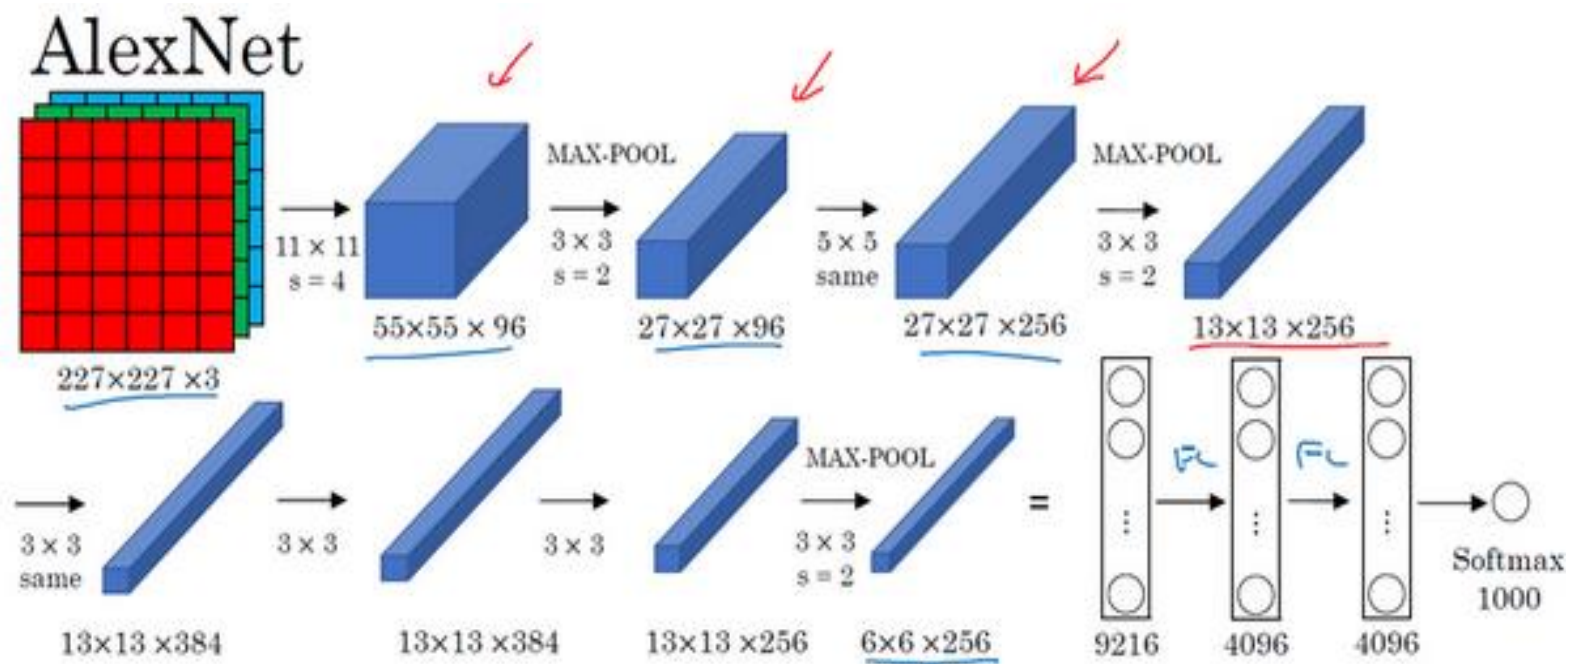 AlexNet
MAX-POOL
MAX-POOL
11 × 11
s = 4
3 × 3
s = 2
5 × 5
same
3 × 3
s = 2
227×227 ×3
55×55 × 96
27×27 ×96
27×27 ×256
13×13 ×256
FC
FC
MAX-POOL
=
3 × 3
same
3 × 3
3 × 3
3 × 3
s = 2
⋮
⋮
⋮
Softmax
1000
13×13 ×384
13×13 ×384
13×13 ×256
6×6 ×256
9216
4096
4096